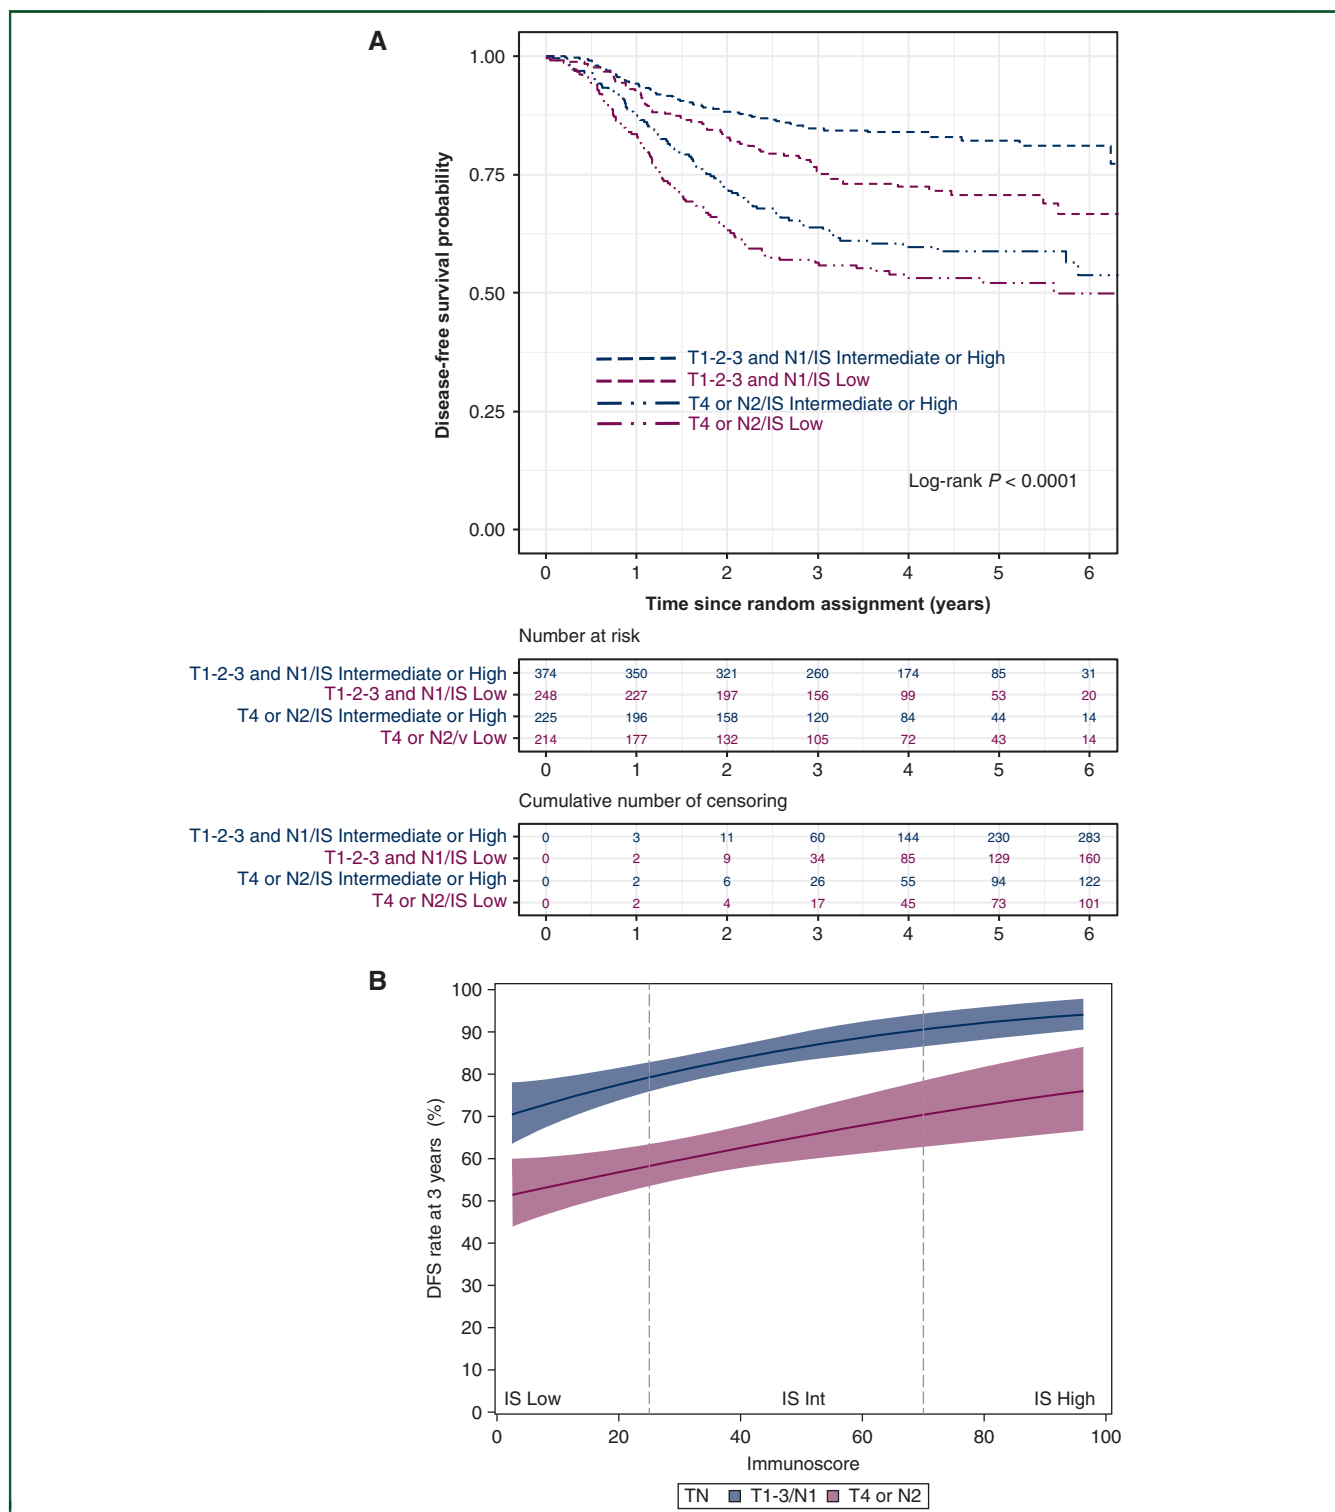 A
1.00
0.75
0.50
0.25
0.00
Disease-free survival probability
T1-2-3 and N1/IS Intermediate or High
T1-2-3 and N1/IS Low
T4 or N2/IS Intermediate or High
T4 or N2/IS Low
Log-rank P < 0.0001
0 1 2 3 4 5 6
Time since random assignment (years)
Number at risk
T1-2-3 and N1/IS Intermediate or High 374 350 321 260 174 85 31
T1-2-3 and N1/IS Low 248 227 197 156 99 53 20
T4 or N2/IS Intermediate or High 225 196 158 120 84 44 14
T4 or N2/v Low 214 177 132 105 72 43 14
0 1 2 3 4 5 6
Cumulative number of censoring
T1-2-3 and N1/IS Intermediate or High 0 3 11 60 144 230 283
T1-2-3 and N1/IS Low 0 2 9 34 85 129 160
T4 or N2/IS Intermediate or High 0 2 6 26 55 94 122
T4 or N2/IS Low 0 2 4 17 45 73 101
0 1 2 3 4 5 6
B
100
90
80
70
60
50
40
30
20
10
0
DFS rate at 3 years (%)
IS Low IS Int IS High
0 20 40 60 80 100
Immunoscore
TN T1-3/N1 T4 or N2